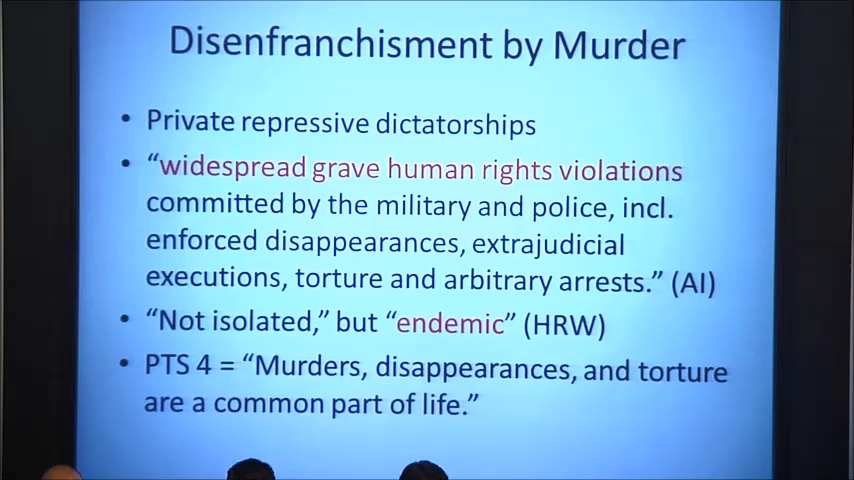 Disenfranchisment by Murder
• Private repressive dictatorships
• “widespread grave human rights violations
committed by the military and police, incl.
enforced disappearances, extrajudicial
executions, torture and arbitrary arrests.” (AI)
• “Not isolated,” but “endemic” (HRW)
• PTS 4 = “Murders, disappearances, and torture
are a common part of life.”